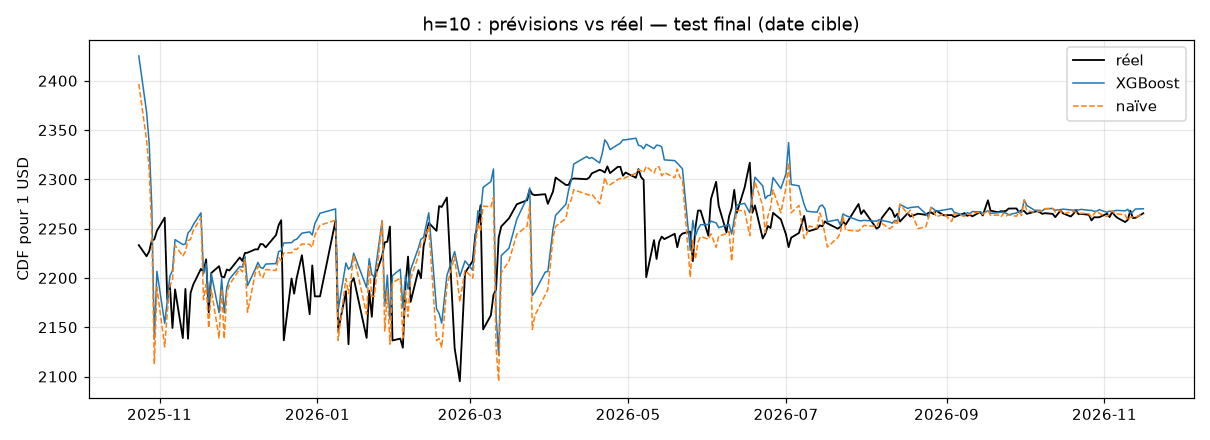 h=10 : prévisions vs réel — test final (date cible)
réel
XGBoost
naïve
CDF pour 1 USD
2400
2350
2300
2250
2200
2150
2100
2025-11 2026-01 2026-03 2026-05 2026-07 2026-09 2026-11